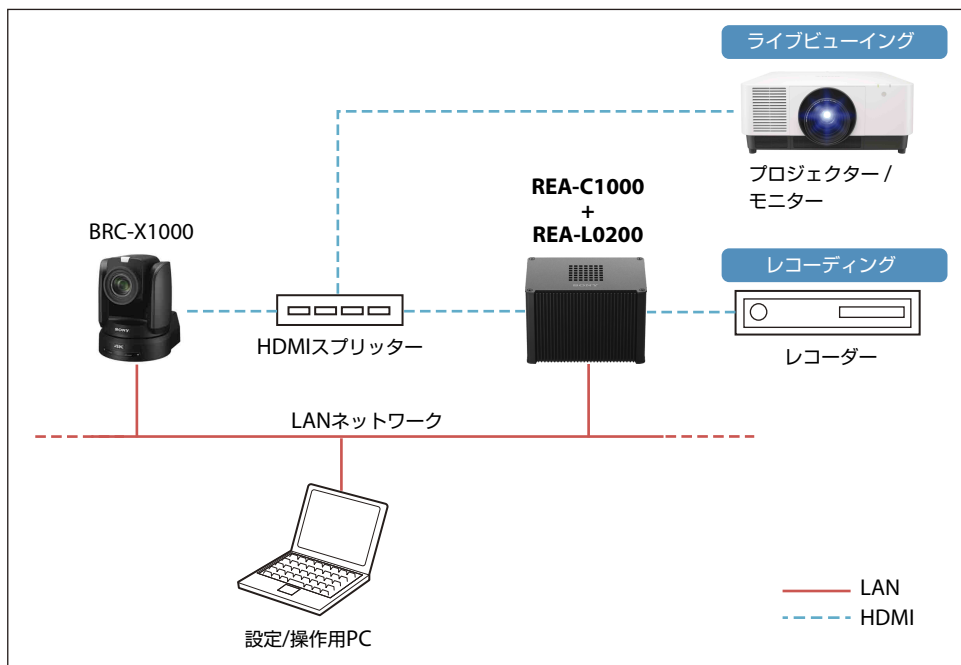 ライブビューイング
プロジェクター /
モニター
REA-C1000
+
REA-L0200
BRC-X1000
SONY
4K
SONY
レコーディング
HDMIスプリッター
レコーダー
LANネットワーク
設定/操作用PC
LAN
HDMI